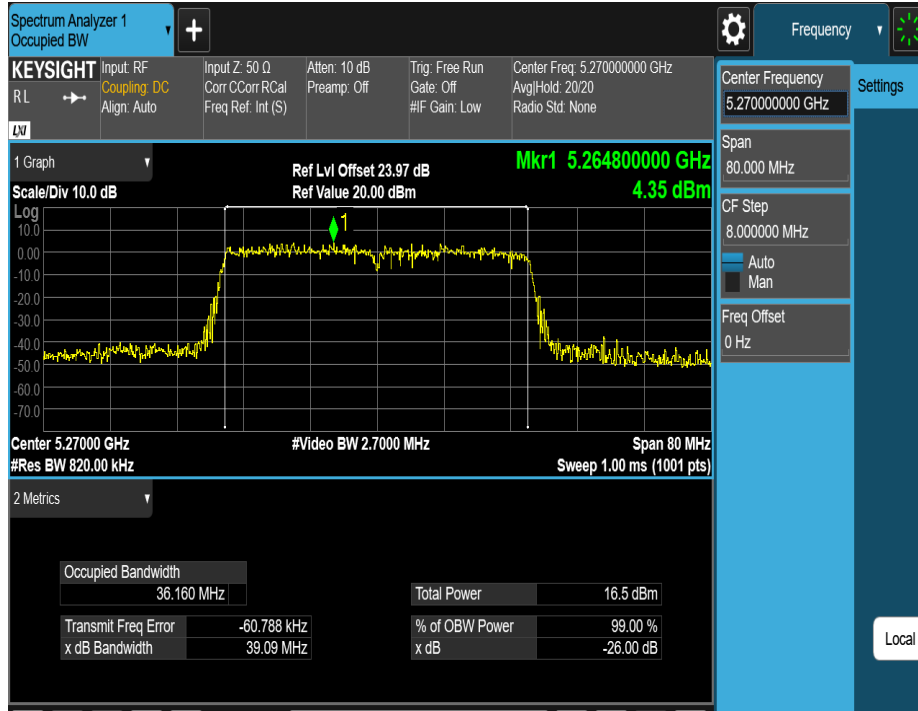 Spectrum Analyzer 1
Occupied BW
+
Frequency
KEYSIGHT
R L
LXI
Input: RF
Coupling: DC
Align: Auto
Input Z: 50 Ω
Corr CCorr RCal
Freq Ref: Int (S)
Atten: 10 dB
Preamp: Off
Trig: Free Run
Gate: Off
#IF Gain: Low
Center Freq: 5.270000000 GHz
Avg|Hold: 20/20
Radio Std: None
Center Frequency
5.270000000 GHz
Settings
Span
80.000 MHz
CF Step
8.000000 MHz
Auto
Man
Freq Offset
0 Hz
Local
1 Graph
Scale/Div 10.0 dB
Ref Lvl Offset 23.97 dB
Ref Value 20.00 dBm
Mkr1 5.264800000 GHz
4.35 dBm
Log
10.0
0.00
-10.0
-20.0
-30.0
-40.0
-50.0
-60.0
-70.0
1
Center 5.27000 GHz
#Video BW 2.7000 MHz
Span 80 MHz
#Res BW 820.00 kHz
Sweep 1.00 ms (1001 pts)
2 Metrics
Occupied Bandwidth
36.160 MHz
Total Power 16.5 dBm
Transmit Freq Error -60.788 kHz
% of OBW Power 99.00 %
x dB Bandwidth 39.09 MHz
x dB -26.00 dB